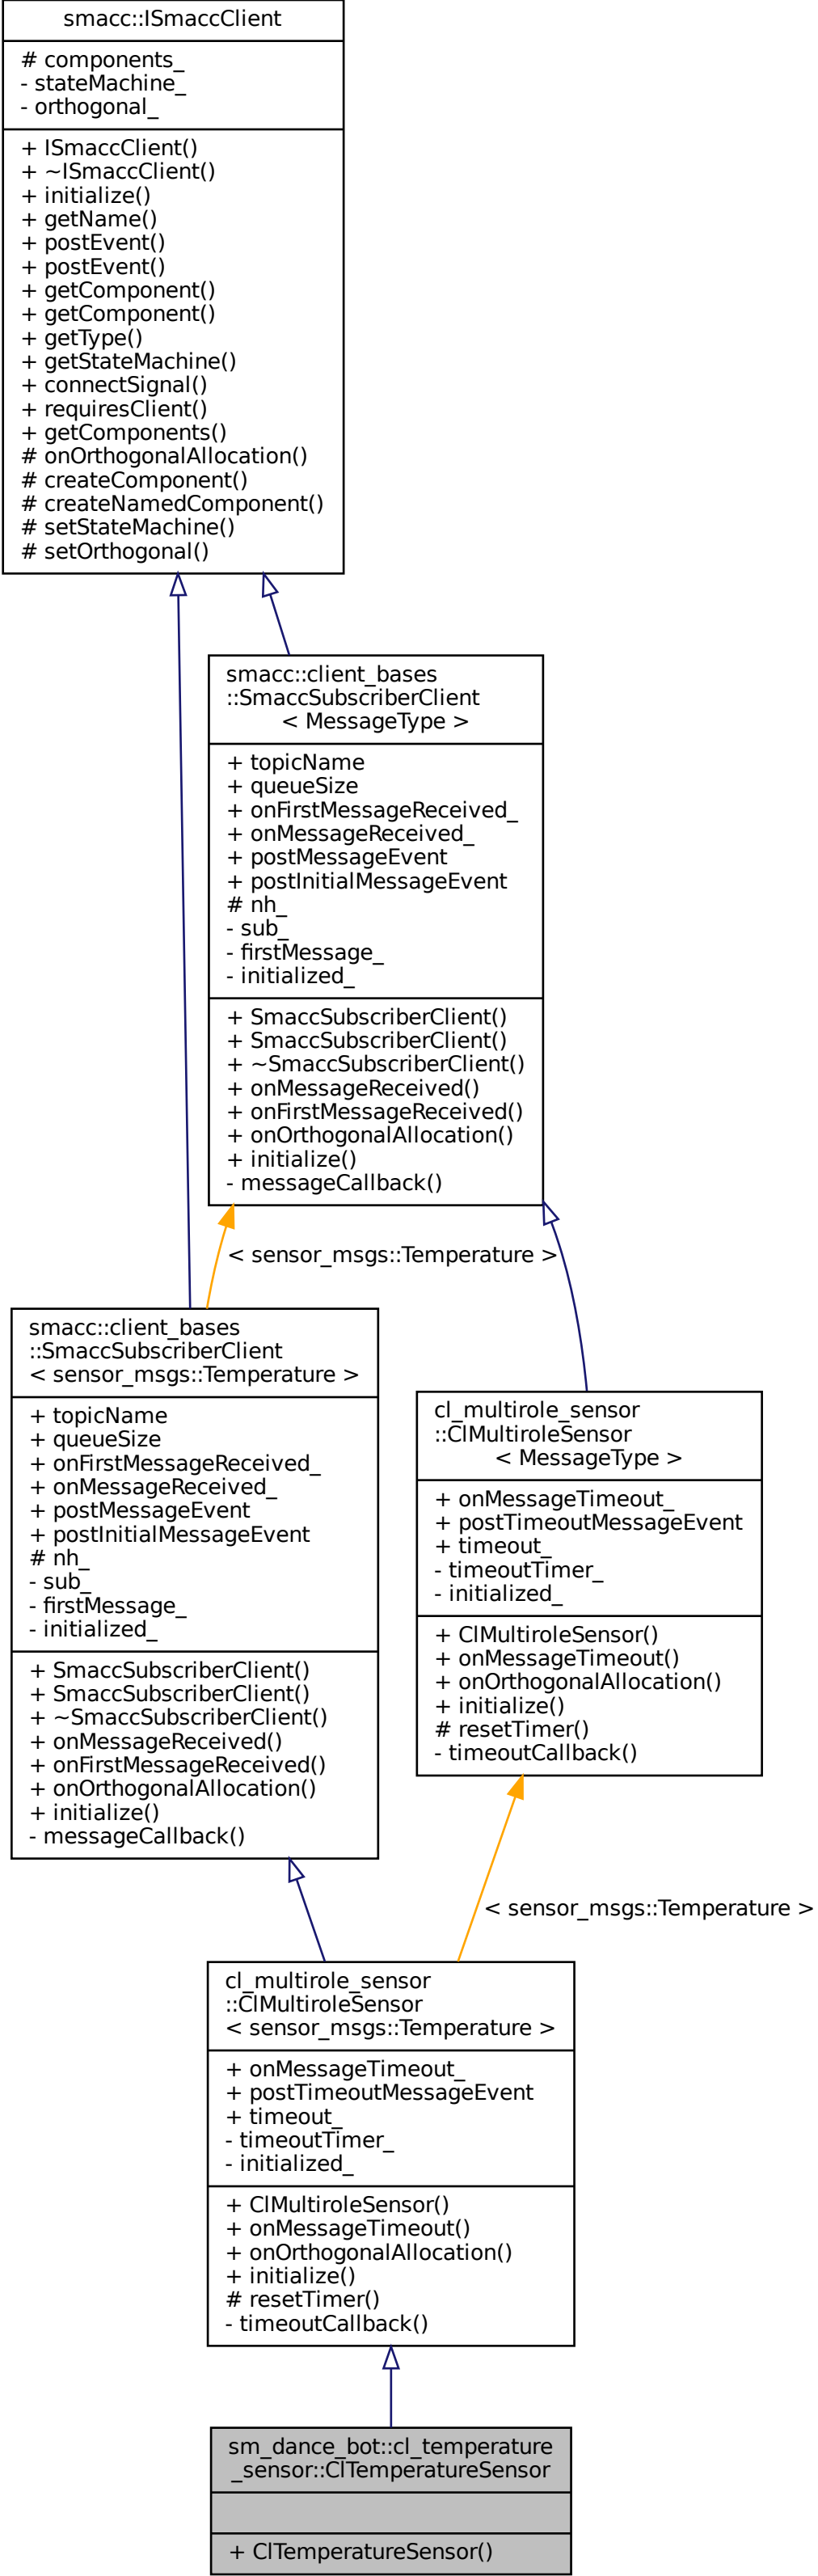 smacc::ISmaccClient
# components_
- stateMachine_
- orthogonal_
+ ISmaccClient()
+ ~ISmaccClient()
+ initialize()
+ getName()
+ postEvent()
+ postEvent()
+ getComponent()
+ getComponent()
+ getType()
+ getStateMachine()
+ connectSignal()
+ requiresClient()
+ getComponents()
# onOrthogonalAllocation()
# createComponent()
# createNamedComponent()
# setStateMachine()
# setOrthogonal()
smacc::client_bases
::SmaccSubscriberClient
< MessageType >
+ topicName
+ queueSize
+ onFirstMessageReceived_
+ onMessageReceived_
+ postMessageEvent
+ postInitialMessageEvent
# nh_
- sub_
- firstMessage_
- initialized_
+ SmaccSubscriberClient()
+ SmaccSubscriberClient()
+ ~SmaccSubscriberClient()
+ onMessageReceived()
+ onFirstMessageReceived()
+ onOrthogonalAllocation()
+ initialize()
- messageCallback()
< sensor_msgs::Temperature >
smacc::client_bases
::SmaccSubscriberClient
< sensor_msgs::Temperature >
+ topicName
+ queueSize
+ onFirstMessageReceived_
+ onMessageReceived_
+ postMessageEvent
+ postInitialMessageEvent
# nh_
- sub_
- firstMessage_
- initialized_
+ SmaccSubscriberClient()
+ SmaccSubscriberClient()
+ ~SmaccSubscriberClient()
+ onMessageReceived()
+ onFirstMessageReceived()
+ onOrthogonalAllocation()
+ initialize()
- messageCallback()
cl_multirole_sensor
::ClMultiroleSensor
< MessageType >
+ onMessageTimeout_
+ postTimeoutMessageEvent
+ timeout_
- timeoutTimer_
- initialized_
+ ClMultiroleSensor()
+ onMessageTimeout()
+ onOrthogonalAllocation()
+ initialize()
# resetTimer()
- timeoutCallback()
< sensor_msgs::Temperature >
cl_multirole_sensor
::ClMultiroleSensor
< sensor_msgs::Temperature >
+ onMessageTimeout_
+ postTimeoutMessageEvent
+ timeout_
- timeoutTimer_
- initialized_
+ ClMultiroleSensor()
+ onMessageTimeout()
+ onOrthogonalAllocation()
+ initialize()
# resetTimer()
- timeoutCallback()
sm_dance_bot::cl_temperature
_sensor::ClTemperatureSensor
+ ClTemperatureSensor()